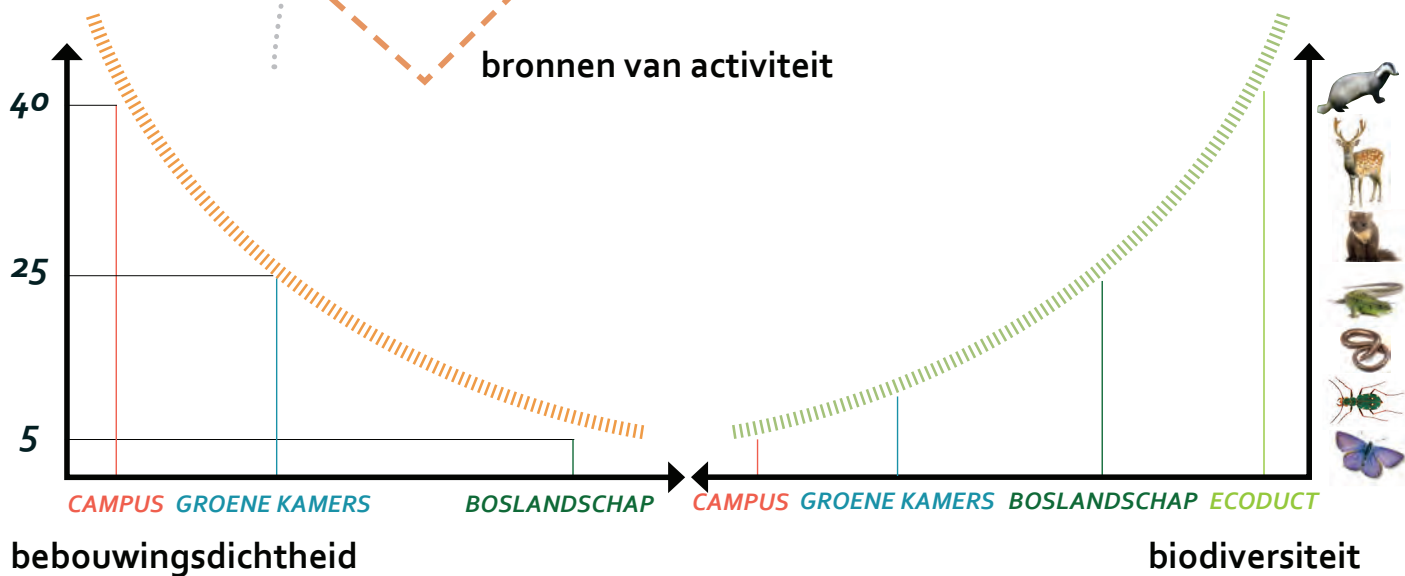 bronnen van activiteit
40
25
5
CAMPUS GROENE KAMERS BOSLANDSCHAP
CAMPUS GROENE KAMERS BOSLANDSCHAP ECODUCT
bebouwingsdichtheid
biodiversiteit